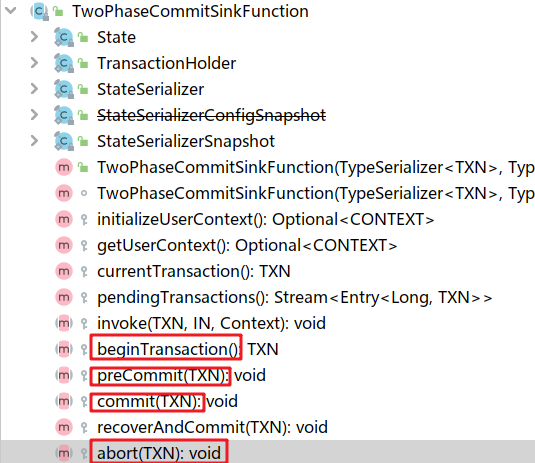 TwoPhaseCommitSinkFunction
State
TransactionHolder
StateSerializer
StateSerializerConfigSnapshot
StateSerializerSnapshot
TwoPhaseCommitSinkFunction(TypeSerializer<TXN>, Typ
TwoPhaseCommitSinkFunction(TypeSerializer<TXN>, Typ
initializeUserContext(): Optional<CONTEXT>
getUserContext(): Optional<CONTEXT>
currentTransaction(): TXN
pendingTransactions(): Stream<Entry<Long, TXN>>
invoke(TXN, IN, Context): void
beginTransaction(): TXN
preCommit(TXN): void
commit(TXN): void
recoverAndCommit(TXN): void
abort(TXN): void